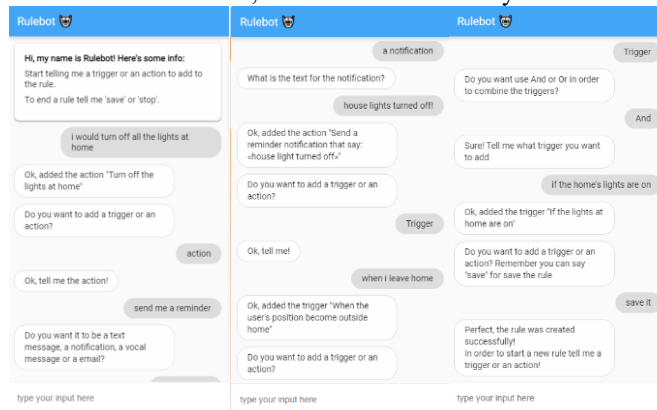 Rulebot
Hi, my name is Rulebot! Here's some info:
Start telling me a trigger or an action to add to
the rule.
To end a rule tell me 'save' or 'stop'.
i would turn off all the lights at
home
Ok, added the action "Turn off the
lights at home"
Do you want to add a trigger or an
action?
action
Ok, tell me the action!
send me a reminder
Do you want it to be a text
message, a notification, a vocal
message or a email?
type your input here
Rulebot
a notification
What is the text for the notification?
house lights turned off!
Ok, added the action "Send a
reminder notification that say:
«house light turned off»"
Do you want to add a trigger or an
action?
Trigger
Ok, tell me!
when i leave home
Ok, added the trigger "When the
user's position become outside
home"
Do you want to add a trigger or an
action?
type your input here
Rulebot
Trigger
Do you want use And or Or in order
to combine the triggers?
And
Sure! Tell me what trigger you want
to add
if the home's lights are on
Ok, added the trigger "If the lights at
home are on"
Do you want to add a trigger or an
action? Remember you can say
"save" for save the rule
save it
Perfect, the rule was created
successfully!
In order to start a new rule tell me a
trigger or an action!
type your input here